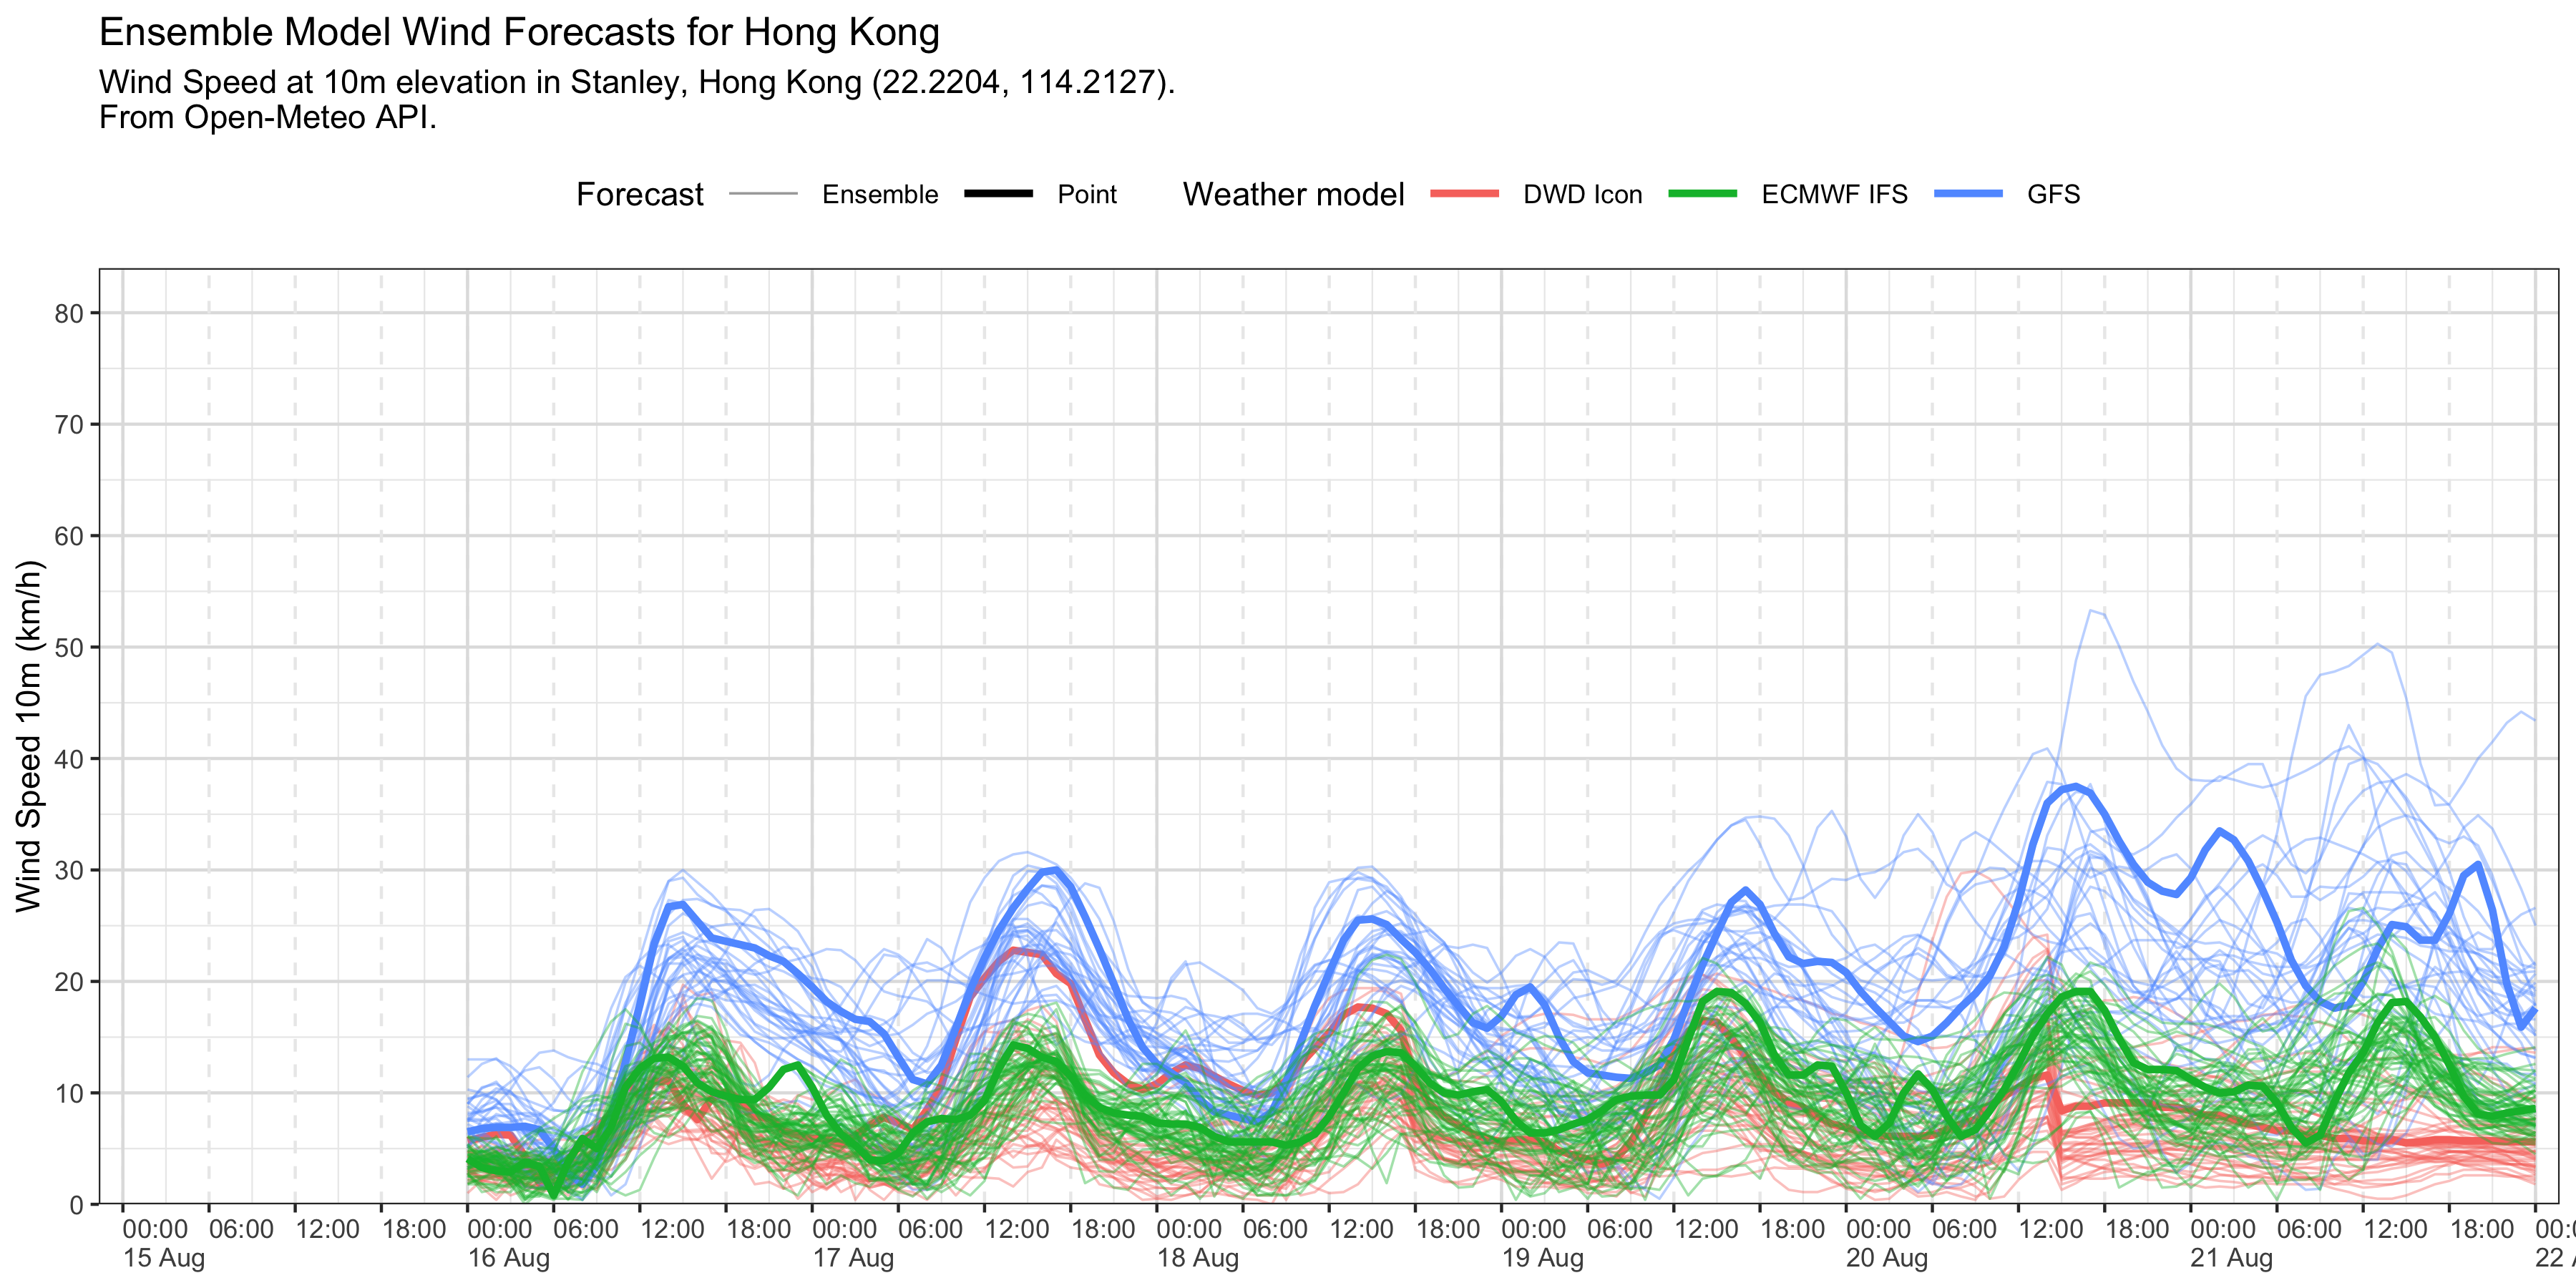 Ensemble Model Wind Forecasts for Hong Kong
Wind Speed at 10m elevation in Stanley, Hong Kong (22.2204, 114.2127).
From Open-Meteo API.
Forecast Ensemble Point Weather model DWD Icon ECMWF IFS GFS
Wind Speed 10m (km/h)
80
70
60
50
40
30
20
10
0
00:00 06:00 12:00 18:00 00:00 06:00 12:00 18:00 00:00 06:00 12:00 18:00 00:00 06:00 12:00 18:00 00:00 06:00 12:00 18:00 00:00 06:00 12:00 18:00 00:00 06:00 12:00 18:00
15 Aug 16 Aug 17 Aug 18 Aug 19 Aug 20 Aug 21 Aug 22